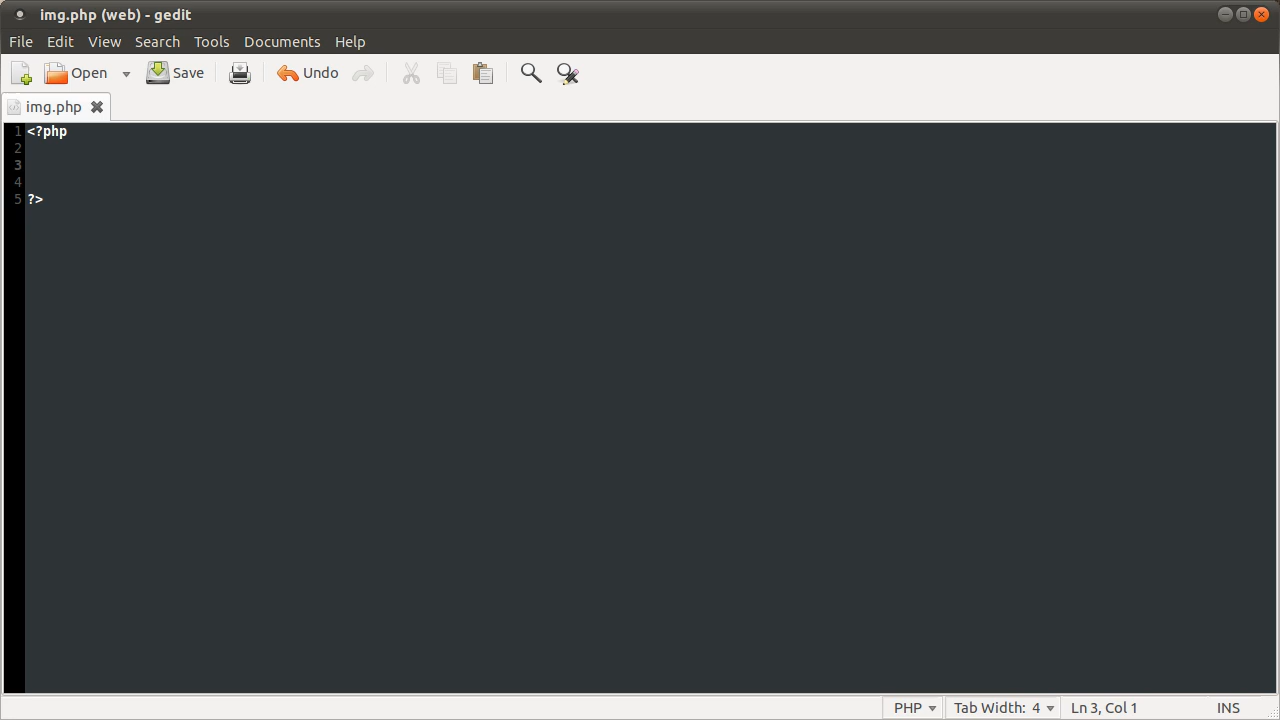 img.php (web) - gedit
File Edit View Search Tools Documents Help
Open Save Undo
img.php
1 <?php
2
3
4
5 ?>
PHP Tab Width: 4 Ln 3, Col 1 INS